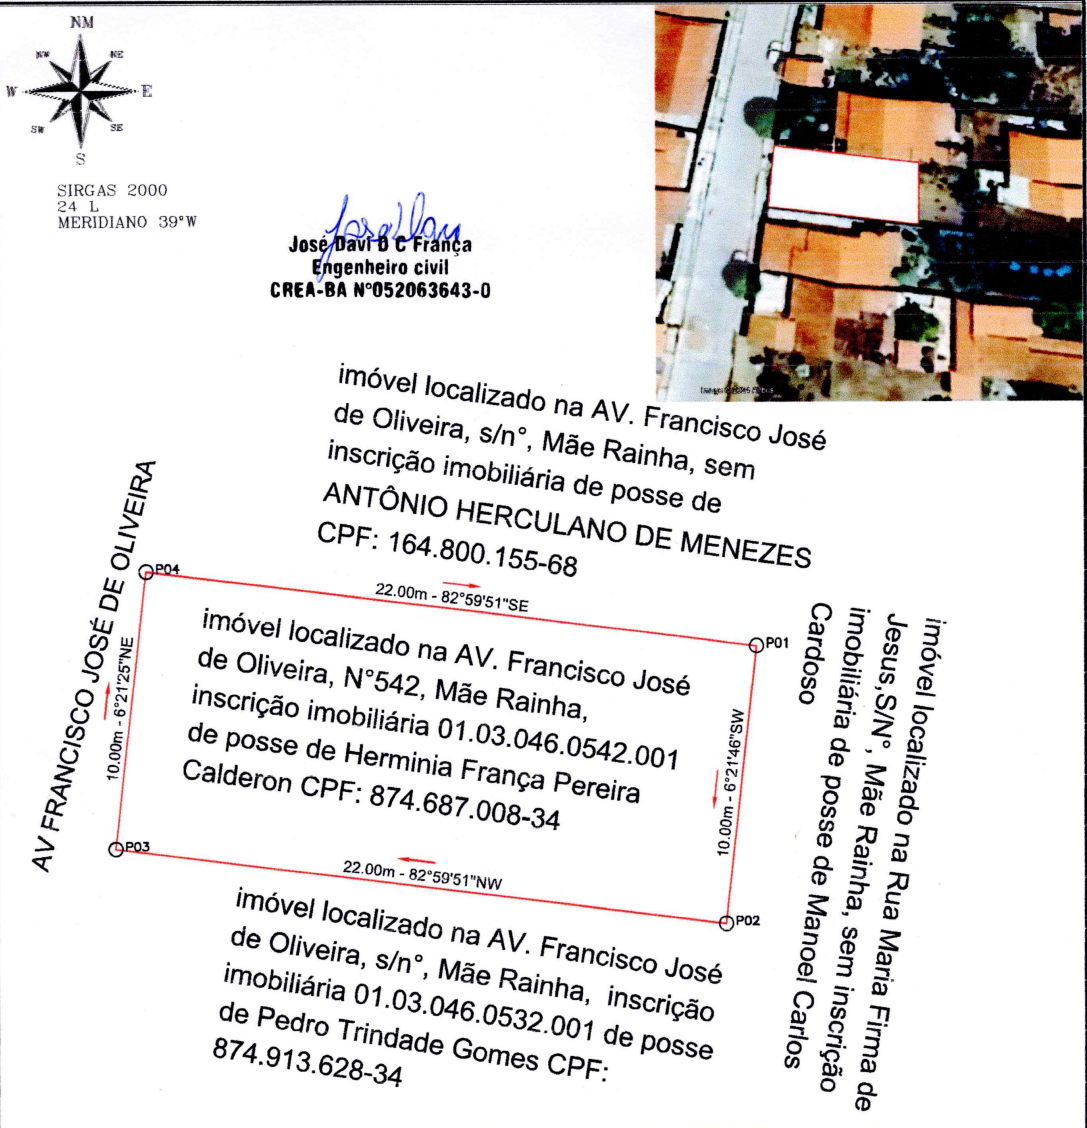 NM
NW
NE
W
E
SW
SE
S
SIRGAS 2000
24 L
MERIDIANO 39°W
José Davi D C França
Engenheiro civil
CREA-BA N°052063643-0
imóvel localizado na AV. Francisco José
de Oliveira, s/n°, Mãe Rainha, sem
inscrição imobiliária de posse de
ANTÔNIO HERCULANO DE MENEZES
CPF: 164.800.155-68
AV FRANCISCO JOSÉ DE OLIVEIRA
P04
22.00m - 82°59'51"SE
P01
10.00m - 6°21'25"NE
imóvel localizado na AV. Francisco José
de Oliveira, N°542, Mãe Rainha,
inscrição imobiliária 01.03.046.0542.001
de posse de Herminia França Pereira
Calderon CPF: 874.687.008-34
10.00m - 6°21'46"SW
imóvel localizado na Rua Maria Firma de
Jesus,S/N°, Mãe Rainha, sem inscrição
imobiliária de posse de Manoel Carlos
Cardoso
P03
22.00m - 82°59'51"NW
P02
imóvel localizado na AV. Francisco José
de Oliveira, s/n°, Mãe Rainha, inscrição
imobiliária 01.03.046.0532.001 de posse
de Pedro Trindade Gomes CPF:
874.913.628-34